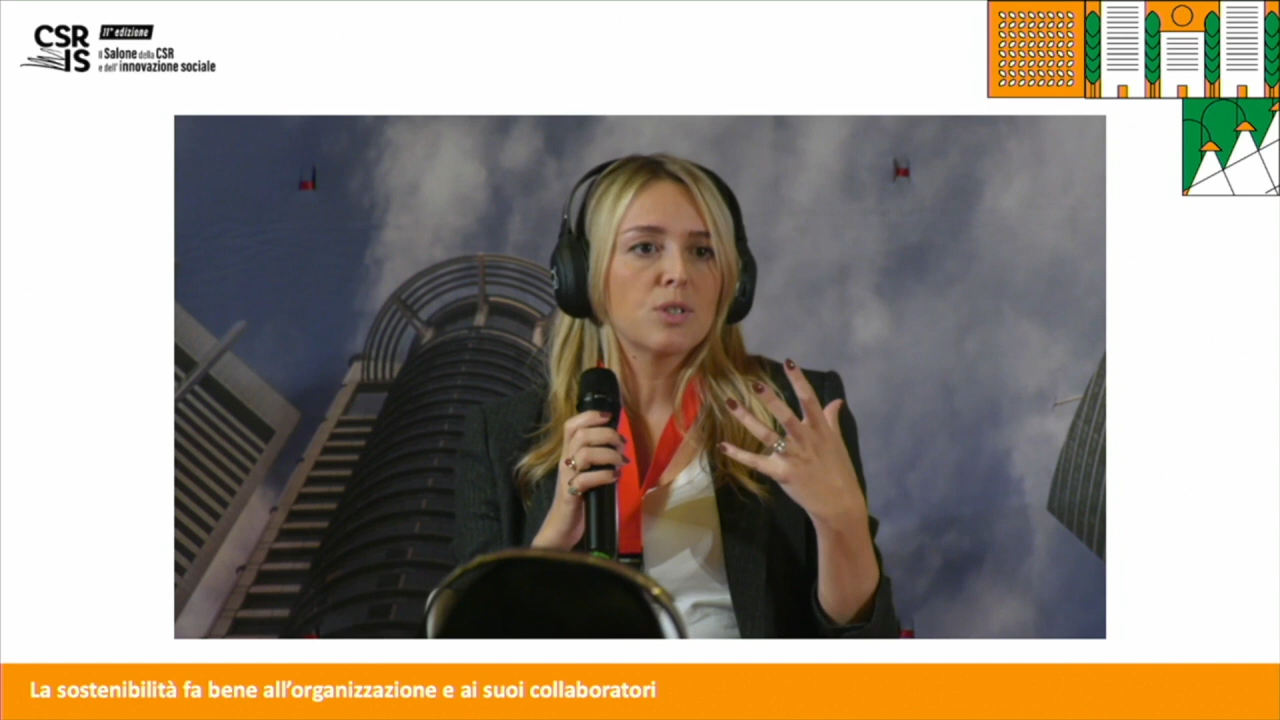 CSR
IS
11° edizione
Il Salone della CSR
e dell'innovazione sociale
La sostenibilità fa bene all'organizzazione e ai suoi collaboratori